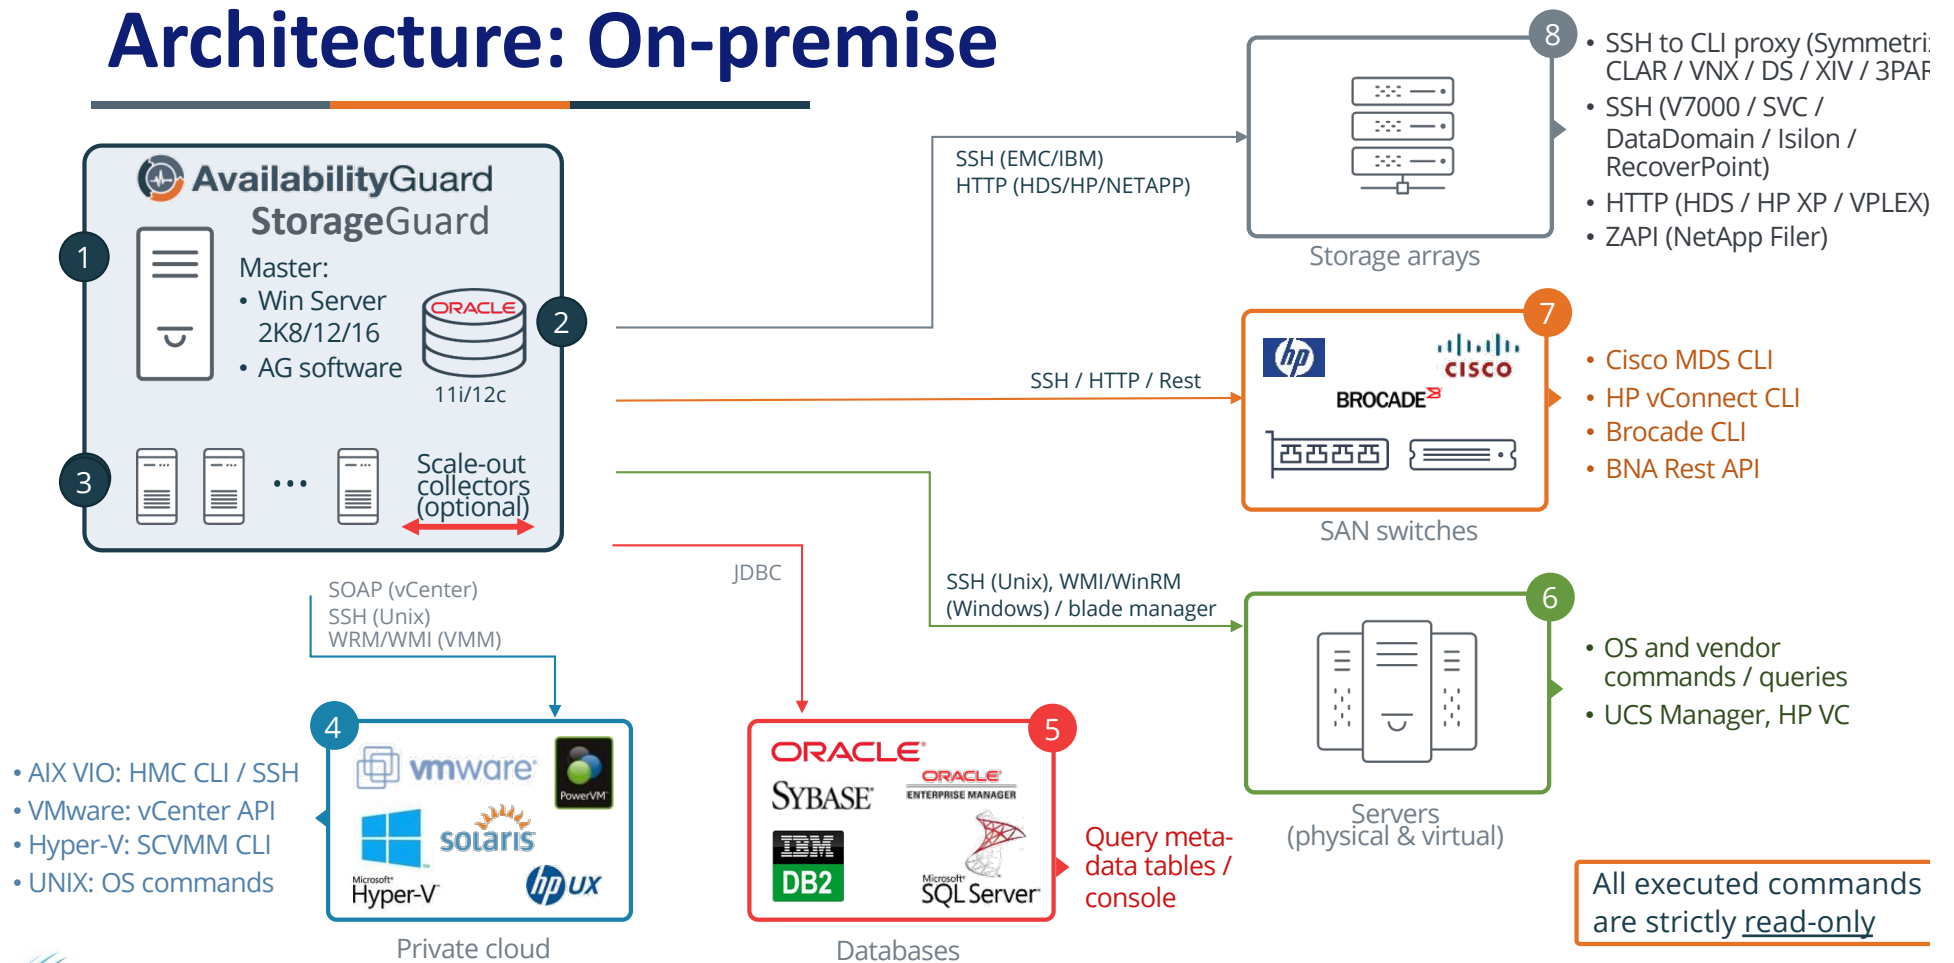 Architecture: On-premise
AvailabilityGuard
StorageGuard
1
Master:
• Win Server
2K8/12/16
• AG software
ORACLE
2
11i/12c
3
...
Scale-out
collectors
(optional)
SSH (EMC/IBM)
HTTP (HDS/HP/NETAPP)
8
Storage arrays
• SSH to CLI proxy (Symmetri
CLAR / VNX / DS / XIV / 3PAR
• SSH (V7000 / SVC /
DataDomain / Isilon /
RecoverPoint)
• HTTP (HDS / HP XP / VPLEX)
• ZAPI (NetApp Filer)
SSH / HTTP / Rest
7
hp
CISCO
BROCADE
SAN switches
• Cisco MDS CLI
• HP vConnect CLI
• Brocade CLI
• BNA Rest API
SSH (Unix), WMI/WinRM
(Windows) / blade manager
6
Servers
(physical & virtual)
• OS and vendor
commands / queries
• UCS Manager, HP VC
JDBC
5
ORACLE
SYBASE
ORACLE
ENTERPRISE MANAGER
IBM
DB2
Microsoft
SQL Server
Databases
Query meta-
data tables /
console
SOAP (vCenter)
SSH (Unix)
WRM/WMI (VMM)
4
vmware
PowerVM
solaris
Microsoft
Hyper-V
hp UX
Private cloud
• AIX VIO: HMC CLI / SSH
• VMware: vCenter API
• Hyper-V: SCVMM CLI
• UNIX: OS commands
All executed commands
are strictly read-only